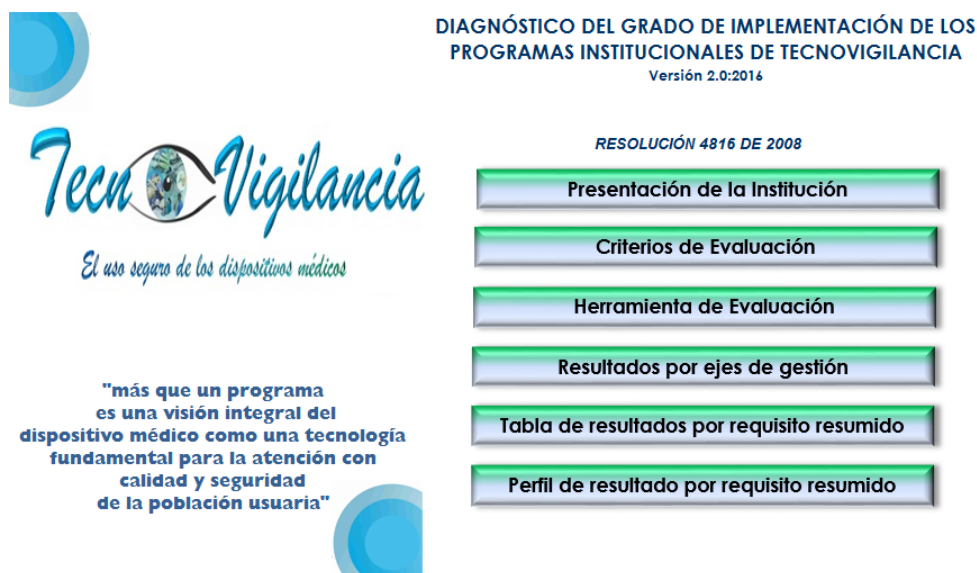 DIAGNÓSTICO DEL GRADO DE IMPLEMENTACIÓN DE LOS
PROGRAMAS INSTITUCIONALES DE TECNOVIGILANCIA
Versión 2.0:2016
RESOLUCIÓN 4816 DE 2008
TecnoVigilancia
El uso seguro de los dispositivos médicos
"más que un programa
es una visión integral del
dispositivo médico como una tecnología
fundamental para la atención con
calidad y seguridad
de la población usuaria"
Presentación de la Institución
Criterios de Evaluación
Herramienta de Evaluación
Resultados por ejes de gestión
Tabla de resultados por requisito resumido
Perfil de resultado por requisito resumido